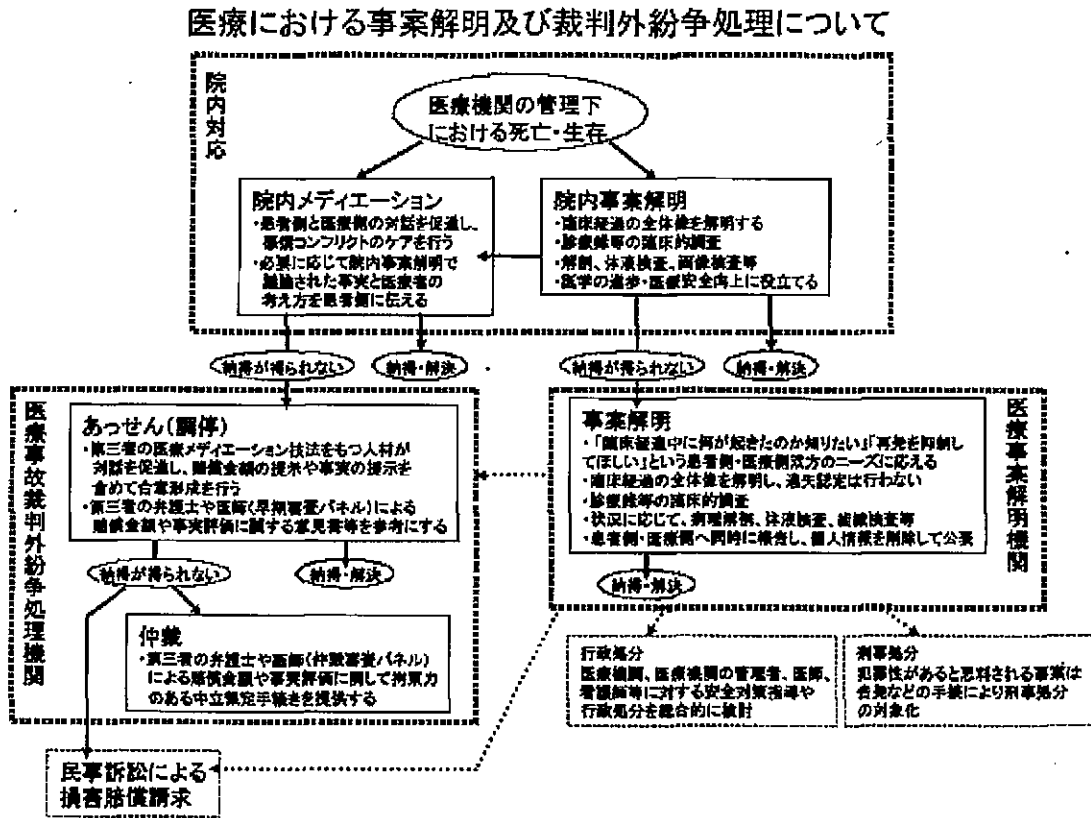 医療における事案解明及び裁判外紛争処理について
院内対応
医療機関の管理下
における死亡・生存
院内メディエーション
・患者側と医療側の対話を促進し、
感情コンフリクトのケアを行う
・必要に応じて院内事案解明で
議論された事実と医療者の
考え方を患者側に伝える
院内事案解明
・臨床経過の全体像を解明する
・診療録等の臨床的調査
・解剖、体液検査、画像検査等
・医学の進歩・医療安全向上に役立てる
納得が得られない
納得・解決
納得が得られない
納得・解決
医療事故裁判外紛争処理機関
あっせん(調停)
・第三者の医療メディエーション技法をもつ人材が
対話を促進し、賠償金額の提示や事実の提示を
含めて合意形成を行う
・第三者の弁護士や医師(早期審査パネル)による
賠償金額や事実評価に関する意見書等を参考にする
納得が得られない
納得・解決
仲裁
・第三者の弁護士や医師(仲裁審査パネル)
による賠償金額や事実評価に関して拘束力
のある中立裁定手続きを提供する
民事訴訟による
損害賠償請求
医療事案解明機関
事案解明
・「臨床経過中に何が起きたのか知りたい」「再発を抑制し
てほしい」という患者側・医療側双方のニーズに応える
・臨床経過の全体像を解明し、過失認定は行わない
・診療録等の臨床的調査
・状況に応じて、病理解剖、体液検査、組織検査等
・患者側・医療側へ同時に報告し、個人情報を削除して公表
納得・解決
行政処分
医療機関、医療機関の管理者、医師、
看護師等に対する安全対策指導や
行政処分を総合的に検討
刑事処分
犯罪性があると思料される事案は
告発などの手続により刑事処分
の対象化